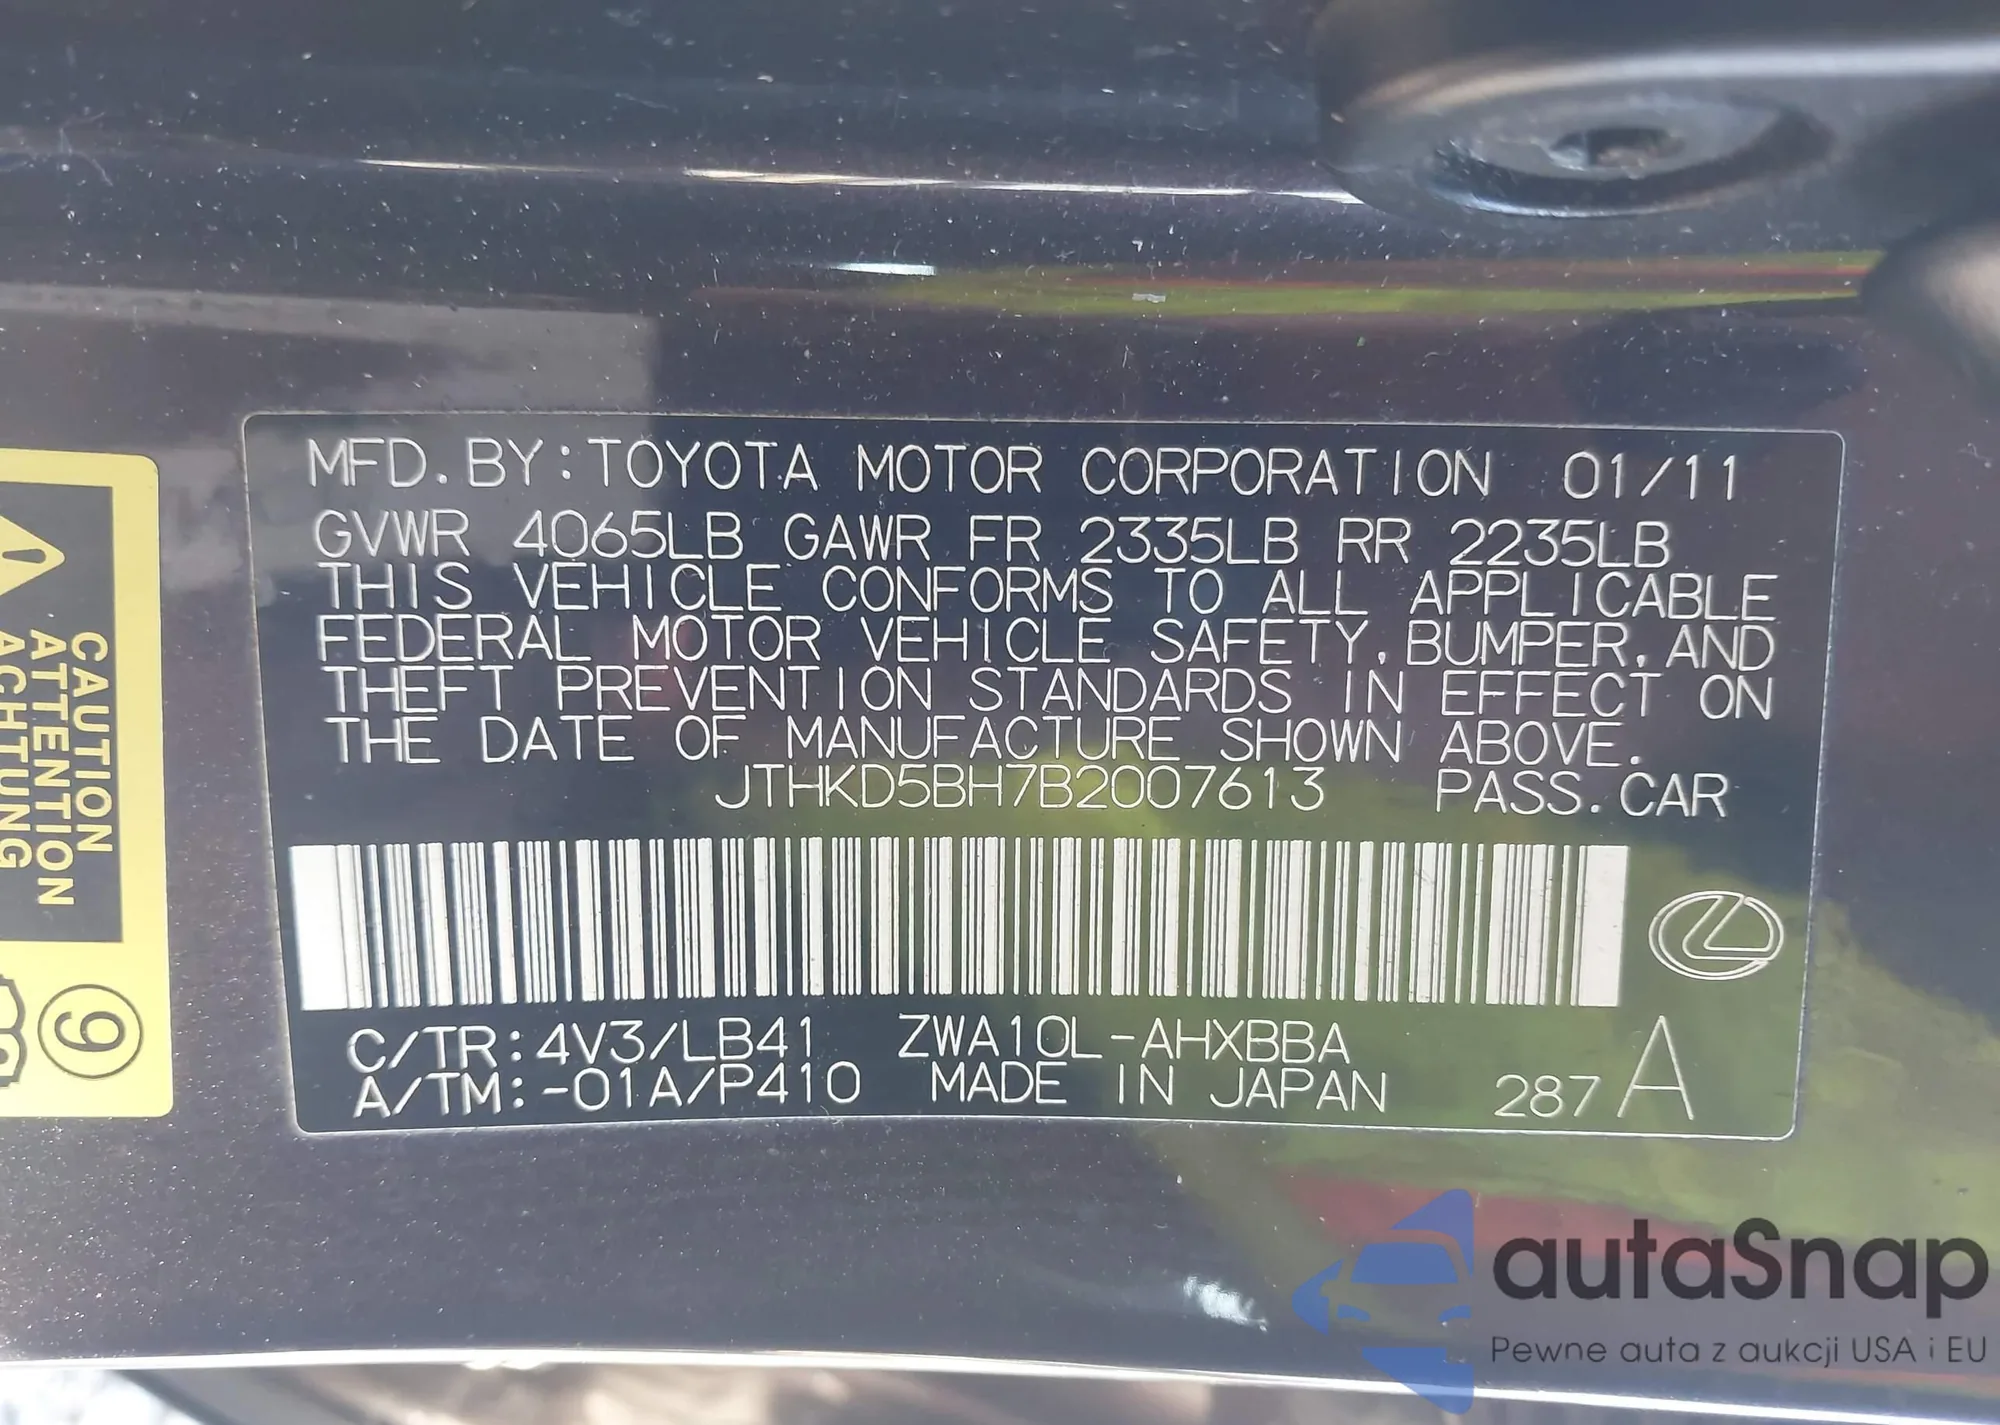 MFD. BY: TOYOTA MOTOR CORPORATION 01/11
GVWR 4065LB GAWR FR 2335LB RR 2235LB
THIS VEHICLE CONFORMS TO ALL APPLICABLE
FEDERAL MOTOR VEHICLE SAFETY, BUMPER, AND
THEFT PREVENTION STANDARDS IN EFFECT ON
THE DATE OF MANUFACTURE SHOWN ABOVE.
JTHKD5BH7B2007613 PASS. CAR
C/TR: 4V3/LB41 ZWA10L-AHXBBA
A/TM: -01A/P410 MADE IN JAPAN 287 A
CAUTION
ATTENTION
ACHTUNG
9
autaSnap
Pewne auta z aukcji USA i EU